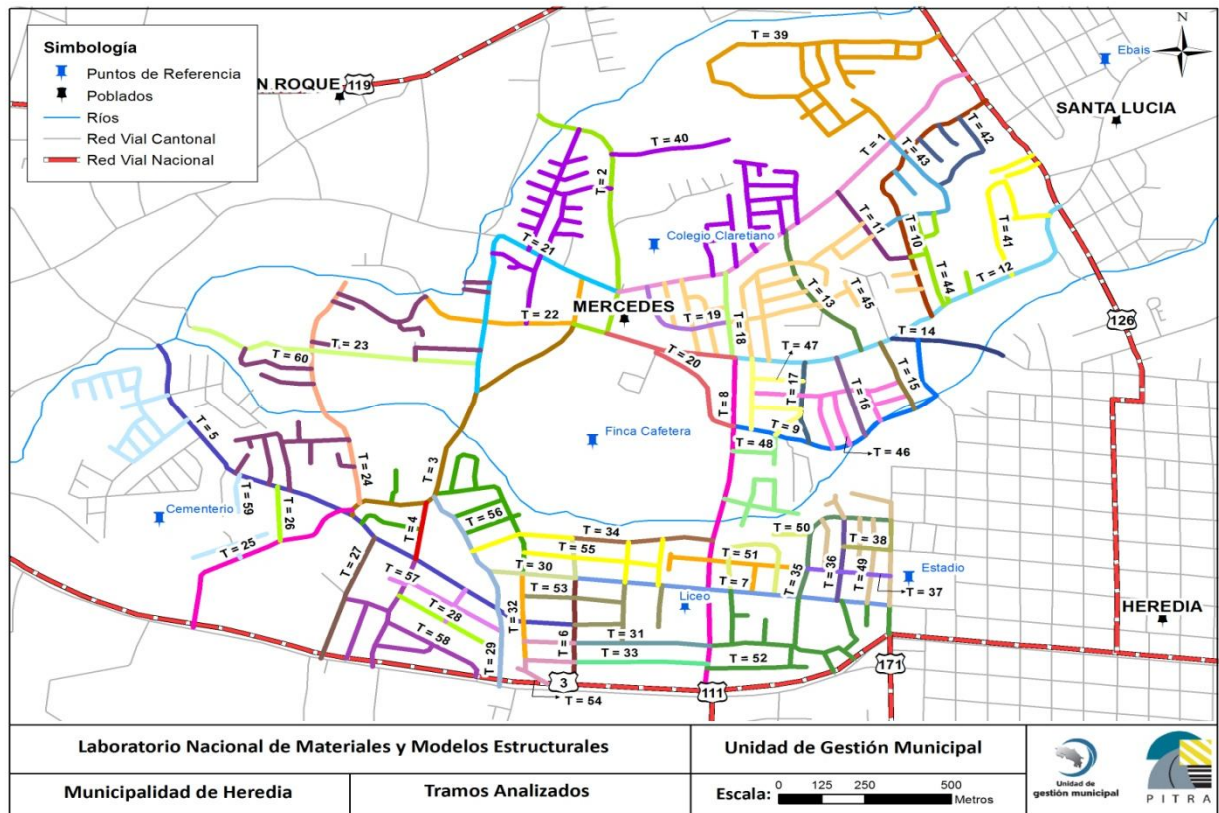 Simbología
Puntos de Referencia
Poblados
Ríos
Red Vial Cantonal
Red Vial Nacional
N ROQUE
119
N
Ebais
SANTA LUCIA
T = 39
T = 1
T = 42
T = 43
T = 40
T = 2
Colegio Claretiano
T = 11
T = 10
T = 41
T = 12
T = 44
T = 21
MERCEDES
T = 22
T = 19
T = 18
T = 13
T = 45
T = 14
126
T = 23
T = 60
T = 20
T = 47
T = 17
T = 16
T = 15
T = 8
T = 9
T = 46
T = 48
T = 5
T = 24
T = 3
Finca Cafetera
Cementerio
T = 59
T = 26
T = 25
T = 4
T = 56
T = 34
T = 55
T = 50
T = 51
T = 38
T = 35
T = 36
T = 49
Estadio
T = 37
T = 27
T = 57
T = 30
T = 53
T = 7
Liceo
HEREDIA
T = 28
T = 32
T = 58
T = 29
T = 6
T = 31
T = 33
T = 52
3
T = 54
111
171
Laboratorio Nacional de Materiales y Modelos Estructurales
Unidad de Gestión Municipal
Municipalidad de Heredia
Tramos Analizados
Escala:
0 125 250 500
Metros
Unidad de
gestión municipal
PITRA